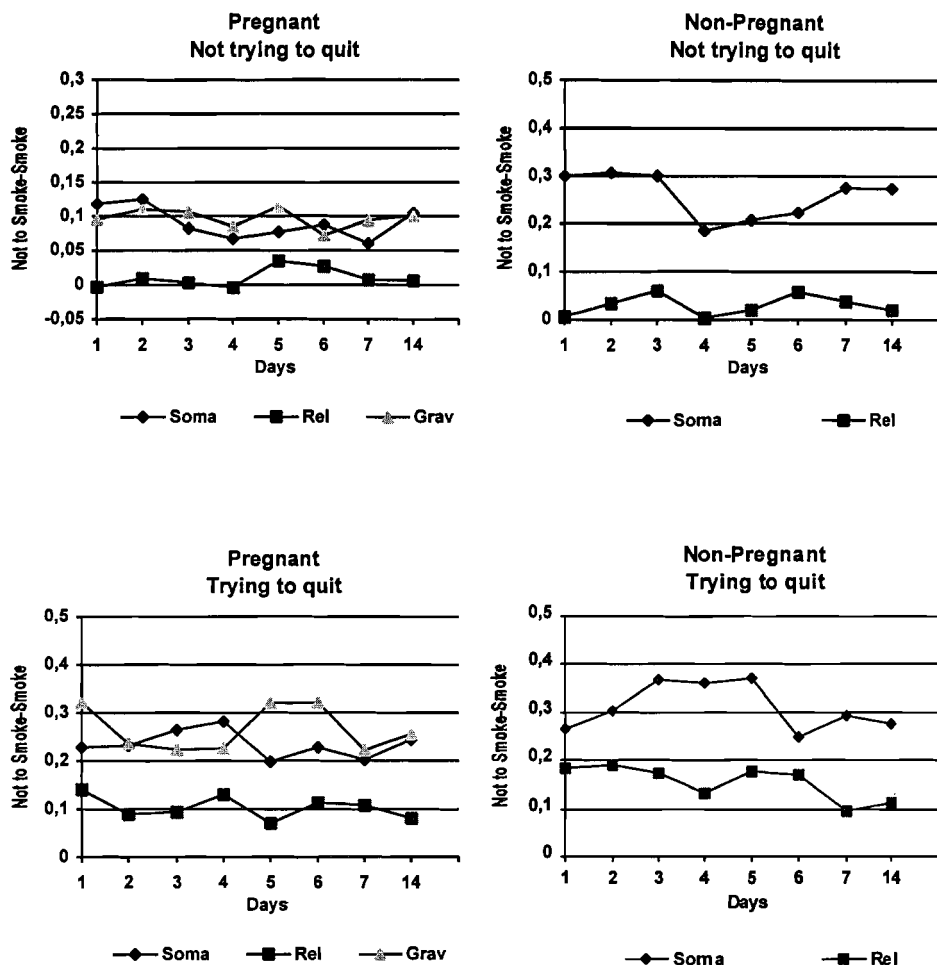 Pregnant
Not trying to quit
0,3
0,25
0,2
0,15
0,1
0,05
0
-0,05
Not to Smoke-Smoke
1 2 3 4 5 6 7 14
Days
Soma Rel Grav
Non-Pregnant
Not trying to quit
0,5
0,4
0,3
0,2
0,1
0
Not to Smoke-Smoke
1 2 3 4 5 6 7 14
Days
Soma Rel
Pregnant
Trying to quit
0,5
0,4
0,3
0,2
0,1
0
Not to Smoke-Smoke
1 2 3 4 5 6 7 14
Days
Soma Rel Grav
Non-Pregnant
Trying to quit
0,5
0,4
0,3
0,2
0,1
0
Not to Smoke-Smoke
1 2 3 4 5 6 7 14
Days
Soma Rel